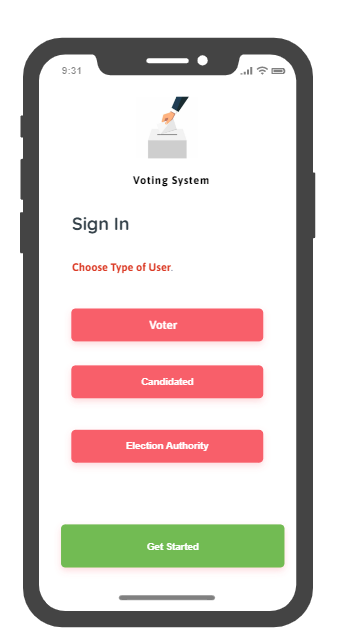 9:31
Voting System
Sign In
Choose Type of User.
Voter
Candidated
Election Authority
Get Started